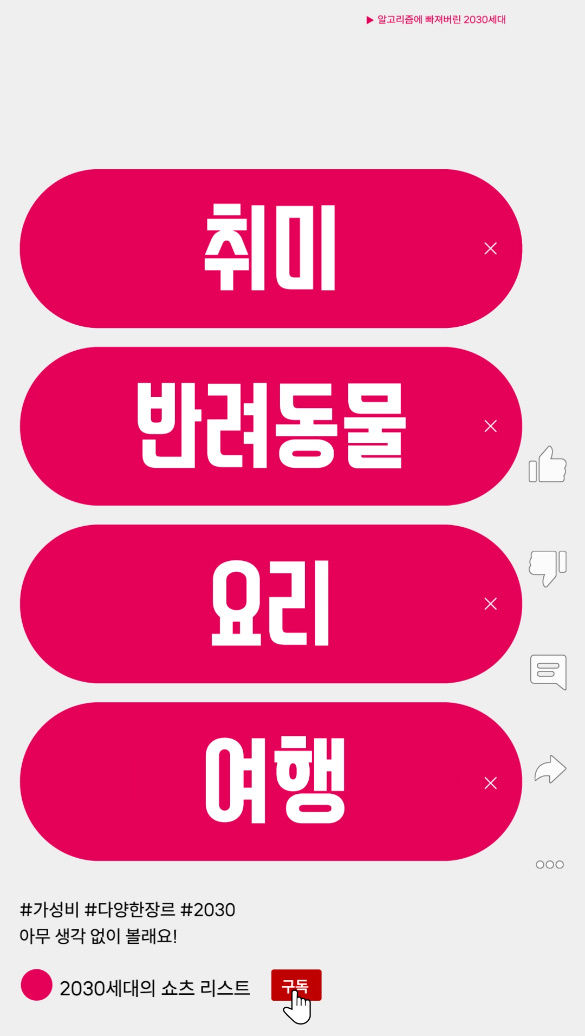 ▶ 알고리즘에 빠져버린 2030세대
취미
반려동물
요리
여행
#가성비 #다양한장르 #2030
아무 생각 없이 볼래요!
2030세대의 쇼츠 리스트 구독